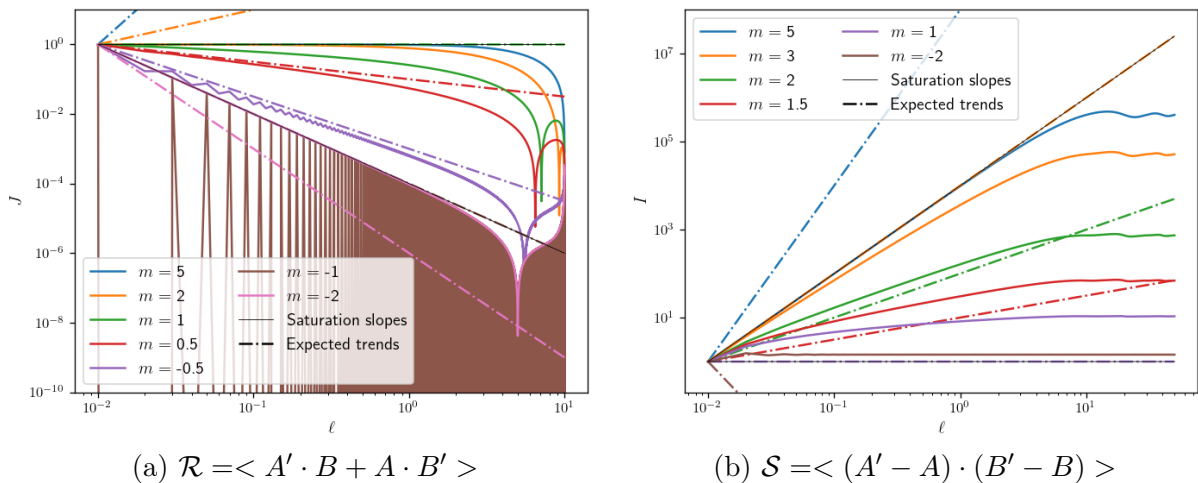 10^0
10^-2
10^-4
10^-6
10^-8
10^-10
J
m = 5
m = 2
m = 1
m = 0.5
m = -0.5
m = -1
m = -2
Saturation slopes
Expected trends
10^-2
10^-1
10^0
10^1
ℓ
(a) R =< A′ · B + A · B′ >
10^7
10^5
10^3
10^1
I
m = 5
m = 3
m = 2
m = 1.5
m = 1
m = -2
Saturation slopes
Expected trends
10^-2
10^-1
10^0
10^1
ℓ
(b) S =< (A′ − A) · (B′ − B) >